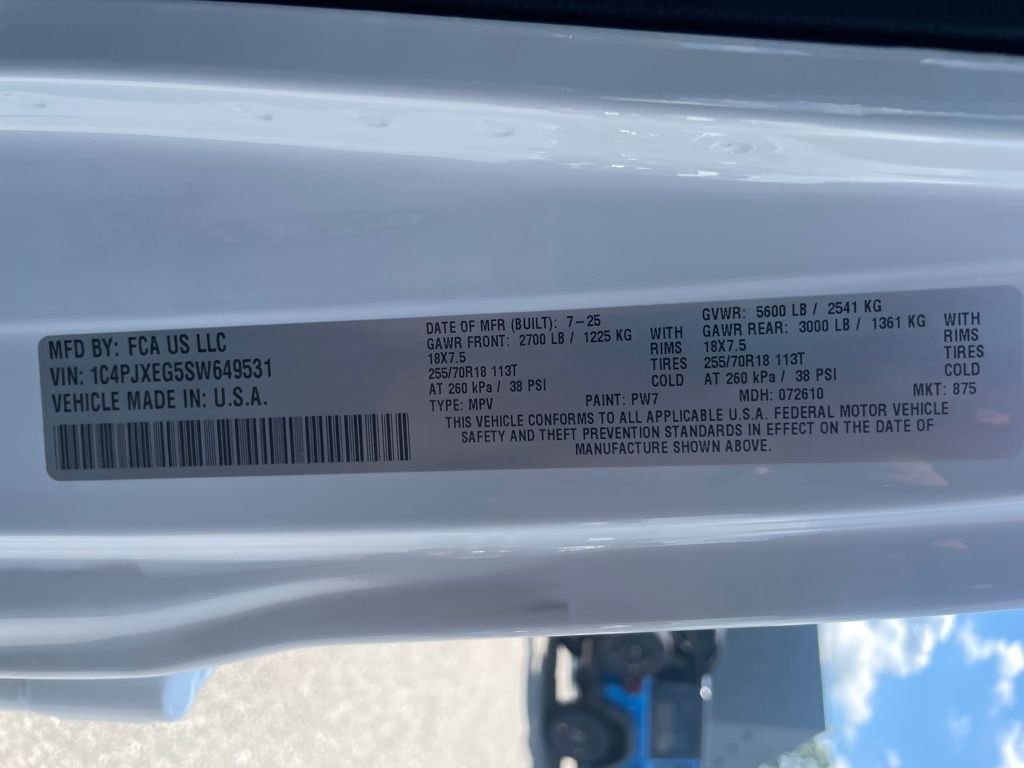 MFD BY: FCA US LLC
VIN: 1C4PJXEG5SW649531
VEHICLE MADE IN: U.S.A.
DATE OF MFR (BUILT): 7-25
GAWR FRONT: 2700 LB / 1225 KG WITH
18X7.5 RIMS
255/70R18 113T TIRES
AT 260 kPa / 38 PSI COLD
GVWR: 5600 LB / 2541 KG
GAWR REAR: 3000 LB / 1361 KG WITH
18X7.5 RIMS
255/70R18 113T TIRES
AT 260 kPa / 38 PSI COLD
TYPE: MPV PAINT: PW7 MDH: 072610 MKT: 875
THIS VEHICLE CONFORMS TO ALL APPLICABLE U.S.A. FEDERAL MOTOR VEHICLE
SAFETY AND THEFT PREVENTION STANDARDS IN EFFECT ON THE DATE OF
MANUFACTURE SHOWN ABOVE.